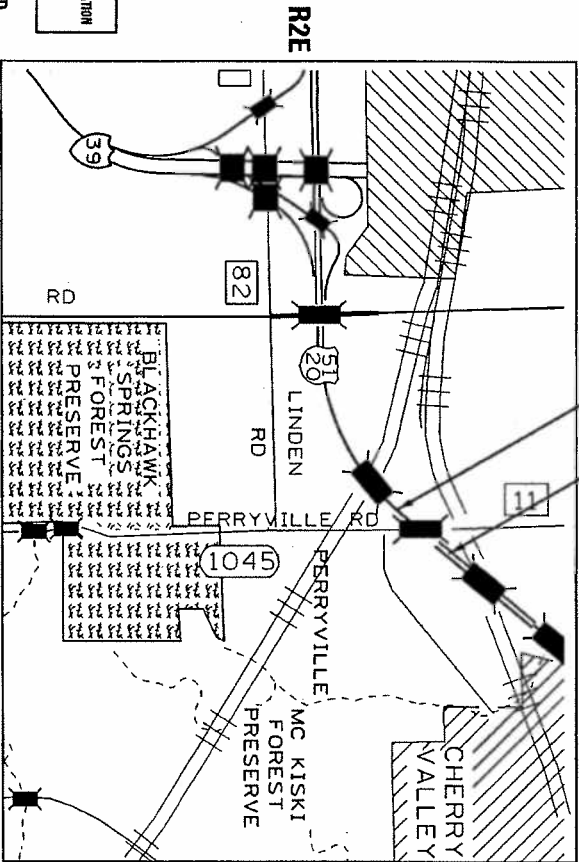 R2E
39
82
RD
51
20
LINDEN
RD
11
BLACKHAWK
SPRINGS
FOREST
PRESERVE
PERRYVILLE RD
1045
PERRYVILLE
MC KISKI
FOREST
PRESERVE
CHERRY
VALLEY